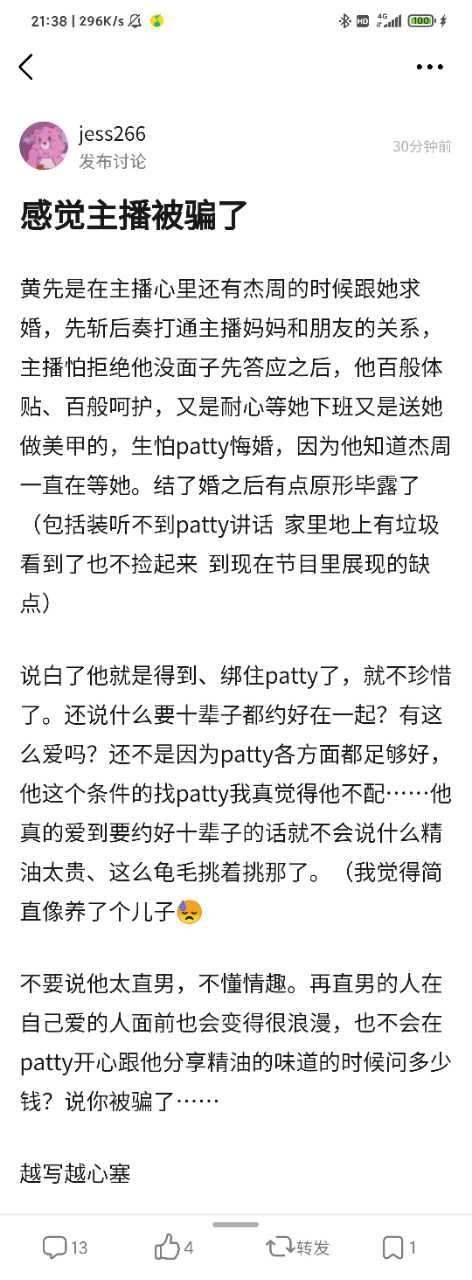 21:38 | 296K/s
HD
4G
100
jess266
发布讨论
30分钟前
感觉主播被骗了
黄先是在主播心里还有杰周的时候跟她求
婚，先斩后奏打通主播妈妈和朋友的关系，
主播怕拒绝他没面子先答应之后，他百般体
贴、百般呵护，又是耐心等她下班又是送她
做美甲的，生怕patty悔婚，因为他知道杰周
一直在等她。结了婚之后有点原形毕露了
（包括装听不到patty讲话 家里地上有垃圾
看到了也不捡起来 到现在节目里展现的缺
点）
说白了他就是得到、绑住patty了，就不珍惜
了。还说什么要十辈子都约好在一起？有这
么爱吗？还不是因为patty各方面都足够好，
他这个条件的找patty我真觉得他不配……他
真的爱到要约好十辈子的话就不会说什么精
油太贵、这么龟毛挑着挑那了。（我觉得简
直像养了个儿子😓
不要说他太直男，不懂情趣。再直男的人在
自己爱的人面前也会变得很浪漫，也不会在
patty开心跟他分享精油的味道的时候问多少
钱？说你被骗了……
越写越心塞
13
4
转发
1